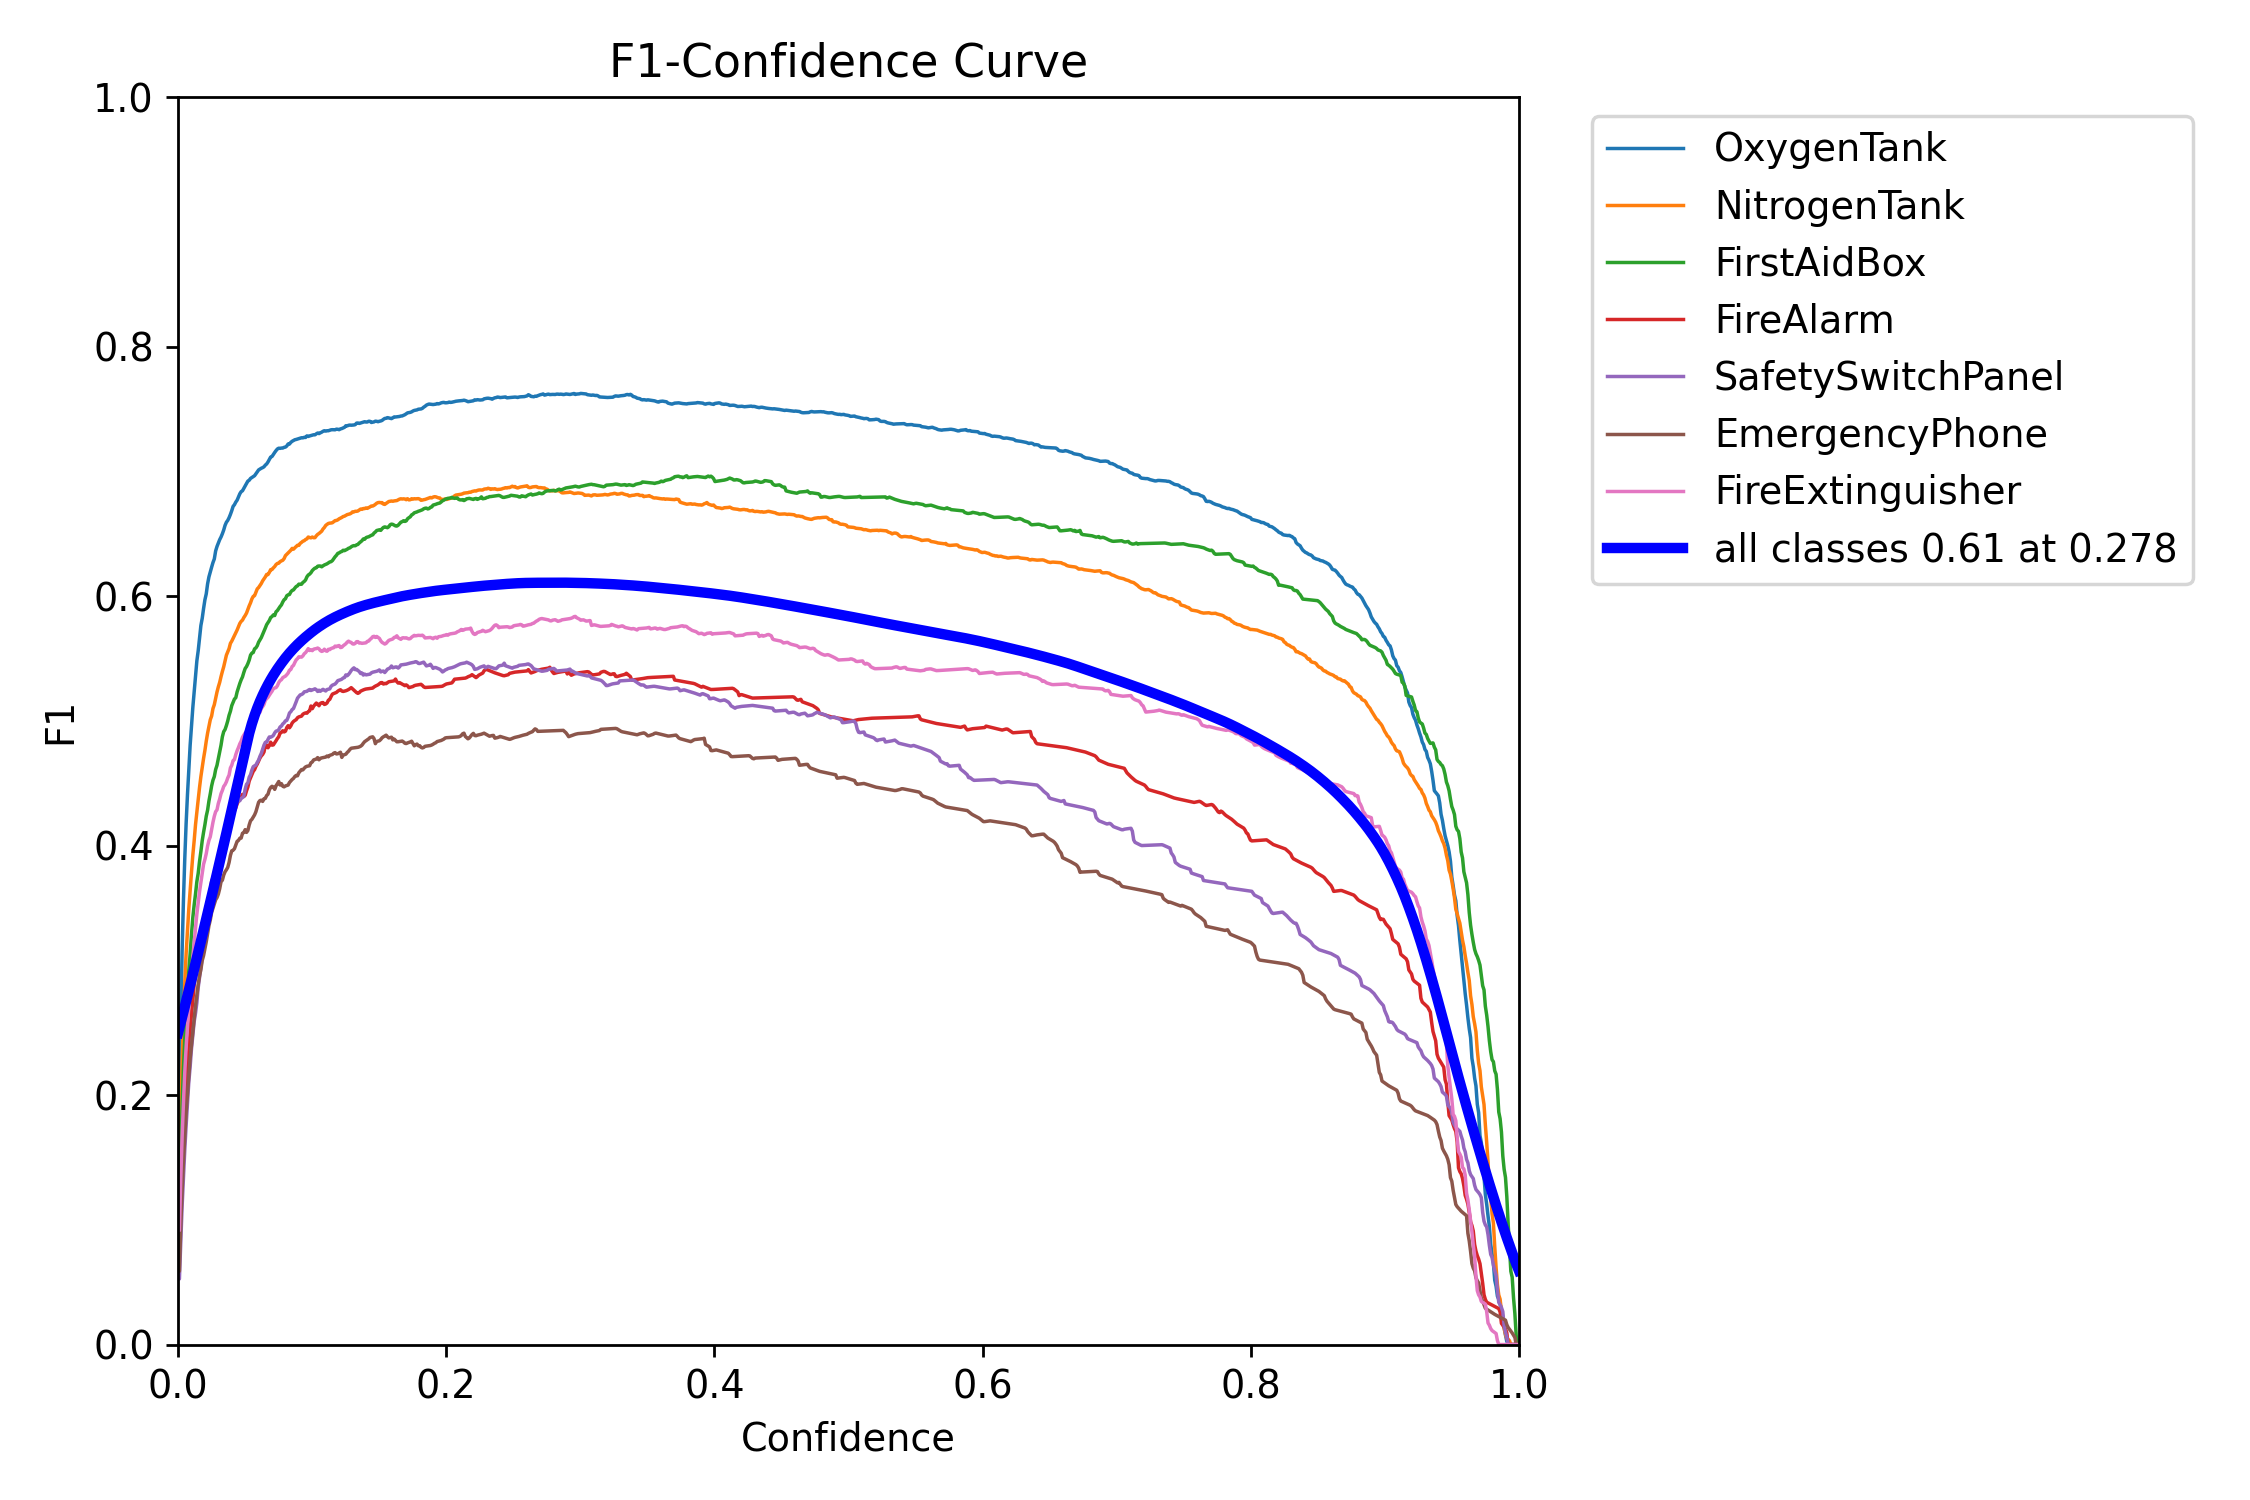 F1-Confidence Curve
1.0
0.8
0.6
0.4
0.2
0.0
F1
0.0 0.2 0.4 0.6 0.8 1.0
Confidence
OxygenTank
NitrogenTank
FirstAidBox
FireAlarm
SafetySwitchPanel
EmergencyPhone
FireExtinguisher
all classes 0.61 at 0.278